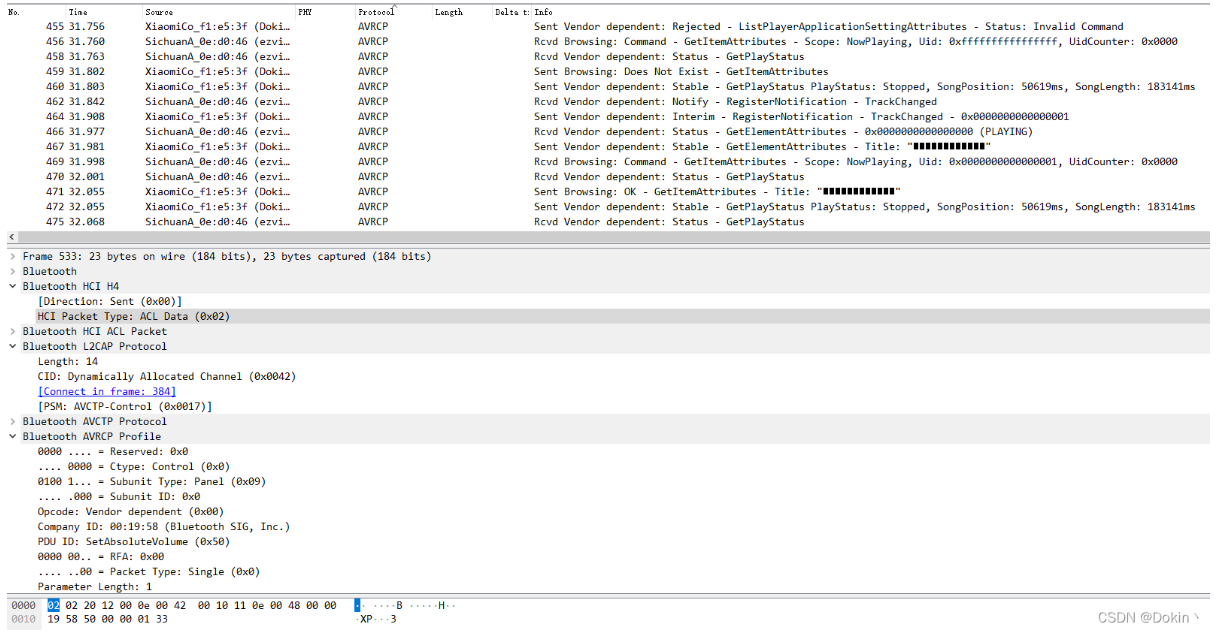 No. Time Source PHY Protocol Length Delta t: Info
455 31.756 XiaomiCo_f1:e5:3f (Doki… AVRCP Sent Vendor dependent: Rejected - ListPlayerApplicationSettingAttributes - Status: Invalid Command
456 31.760 SichuanA_0e:d0:46 (ezvi… AVRCP Rcvd Browsing: Command - GetItemAttributes - Scope: NowPlaying, Uid: 0xffffffffffffffff, UidCounter: 0x0000
458 31.763 SichuanA_0e:d0:46 (ezvi… AVRCP Rcvd Vendor dependent: Status - GetPlayStatus
459 31.802 XiaomiCo_f1:e5:3f (Doki… AVRCP Sent Browsing: Does Not Exist - GetItemAttributes
460 31.803 XiaomiCo_f1:e5:3f (Doki… AVRCP Sent Vendor dependent: Stable - GetPlayStatus PlayStatus: Stopped, SongPosition: 50619ms, SongLength: 183141ms
462 31.842 SichuanA_0e:d0:46 (ezvi… AVRCP Rcvd Vendor dependent: Notify - RegisterNotification - TrackChanged
464 31.908 XiaomiCo_f1:e5:3f (Doki… AVRCP Sent Vendor dependent: Interim - RegisterNotification - TrackChanged - 0x0000000000000001
466 31.977 SichuanA_0e:d0:46 (ezvi… AVRCP Rcvd Vendor dependent: Status - GetElementAttributes - 0x0000000000000000 (PLAYING)
467 31.981 XiaomiCo_f1:e5:3f (Doki… AVRCP Sent Vendor dependent: Stable - GetElementAttributes - Title: "■■■■■■■■■■■■"
469 31.998 SichuanA_0e:d0:46 (ezvi… AVRCP Rcvd Browsing: Command - GetItemAttributes - Scope: NowPlaying, Uid: 0x0000000000000001, UidCounter: 0x0000
470 32.001 SichuanA_0e:d0:46 (ezvi… AVRCP Rcvd Vendor dependent: Status - GetPlayStatus
471 32.055 XiaomiCo_f1:e5:3f (Doki… AVRCP Sent Browsing: OK - GetItemAttributes - Title: "■■■■■■■■■■■■"
472 32.055 XiaomiCo_f1:e5:3f (Doki… AVRCP Sent Vendor dependent: Stable - GetPlayStatus PlayStatus: Stopped, SongPosition: 50619ms, SongLength: 183141ms
475 32.068 SichuanA_0e:d0:46 (ezvi… AVRCP Rcvd Vendor dependent: Status - GetPlayStatus
Frame 533: 23 bytes on wire (184 bits), 23 bytes captured (184 bits)
Bluetooth
Bluetooth HCI H4
[Direction: Sent (0x00)]
HCI Packet Type: ACL Data (0x02)
Bluetooth HCI ACL Packet
Bluetooth L2CAP Protocol
Length: 14
CID: Dynamically Allocated Channel (0x0042)
[Connect in frame: 384]
[PSM: AVCTP-Control (0x0017)]
Bluetooth AVCTP Protocol
Bluetooth AVRCP Profile
0000 .... = Reserved: 0x0
.... 0000 = Ctype: Control (0x0)
0100 1... = Subunit Type: Panel (0x09)
.... .000 = Subunit ID: 0x0
Opcode: Vendor dependent (0x00)
Company ID: 00:19:58 (Bluetooth SIG, Inc.)
PDU ID: SetAbsoluteVolume (0x50)
0000 00.. = RFA: 0x00
.... ..00 = Packet Type: Single (0x0)
Parameter Length: 1
0000 02 02 20 12 00 0e 00 42 00 10 11 0e 00 48 00 00 ·· ····B ·····H··
0010 19 58 50 00 00 01 33 ·XP···3
CSDN @Dokin丶